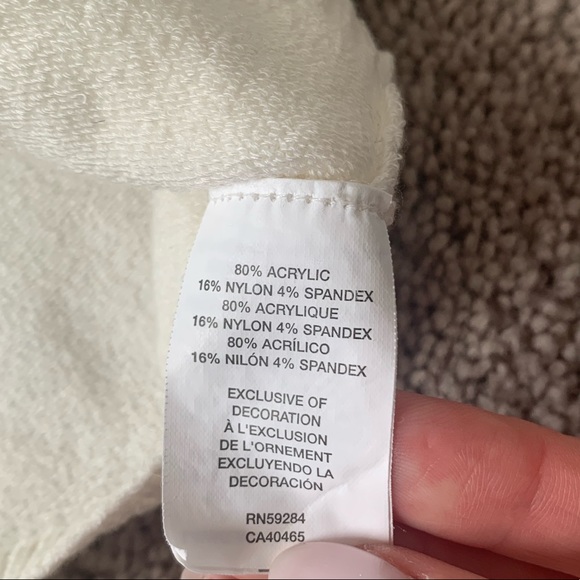 80% ACRYLIC
16% NYLON 4% SPANDEX
80% ACRYLIQUE
16% NYLON 4% SPANDEX
80% ACRÍLICO
16% NILÓN 4% SPANDEX
EXCLUSIVE OF
DECORATION
À L'EXCLUSION
DE L'ORNEMENT
EXCLUYENDO LA
DECORACIÓN
RN59284
CA40465